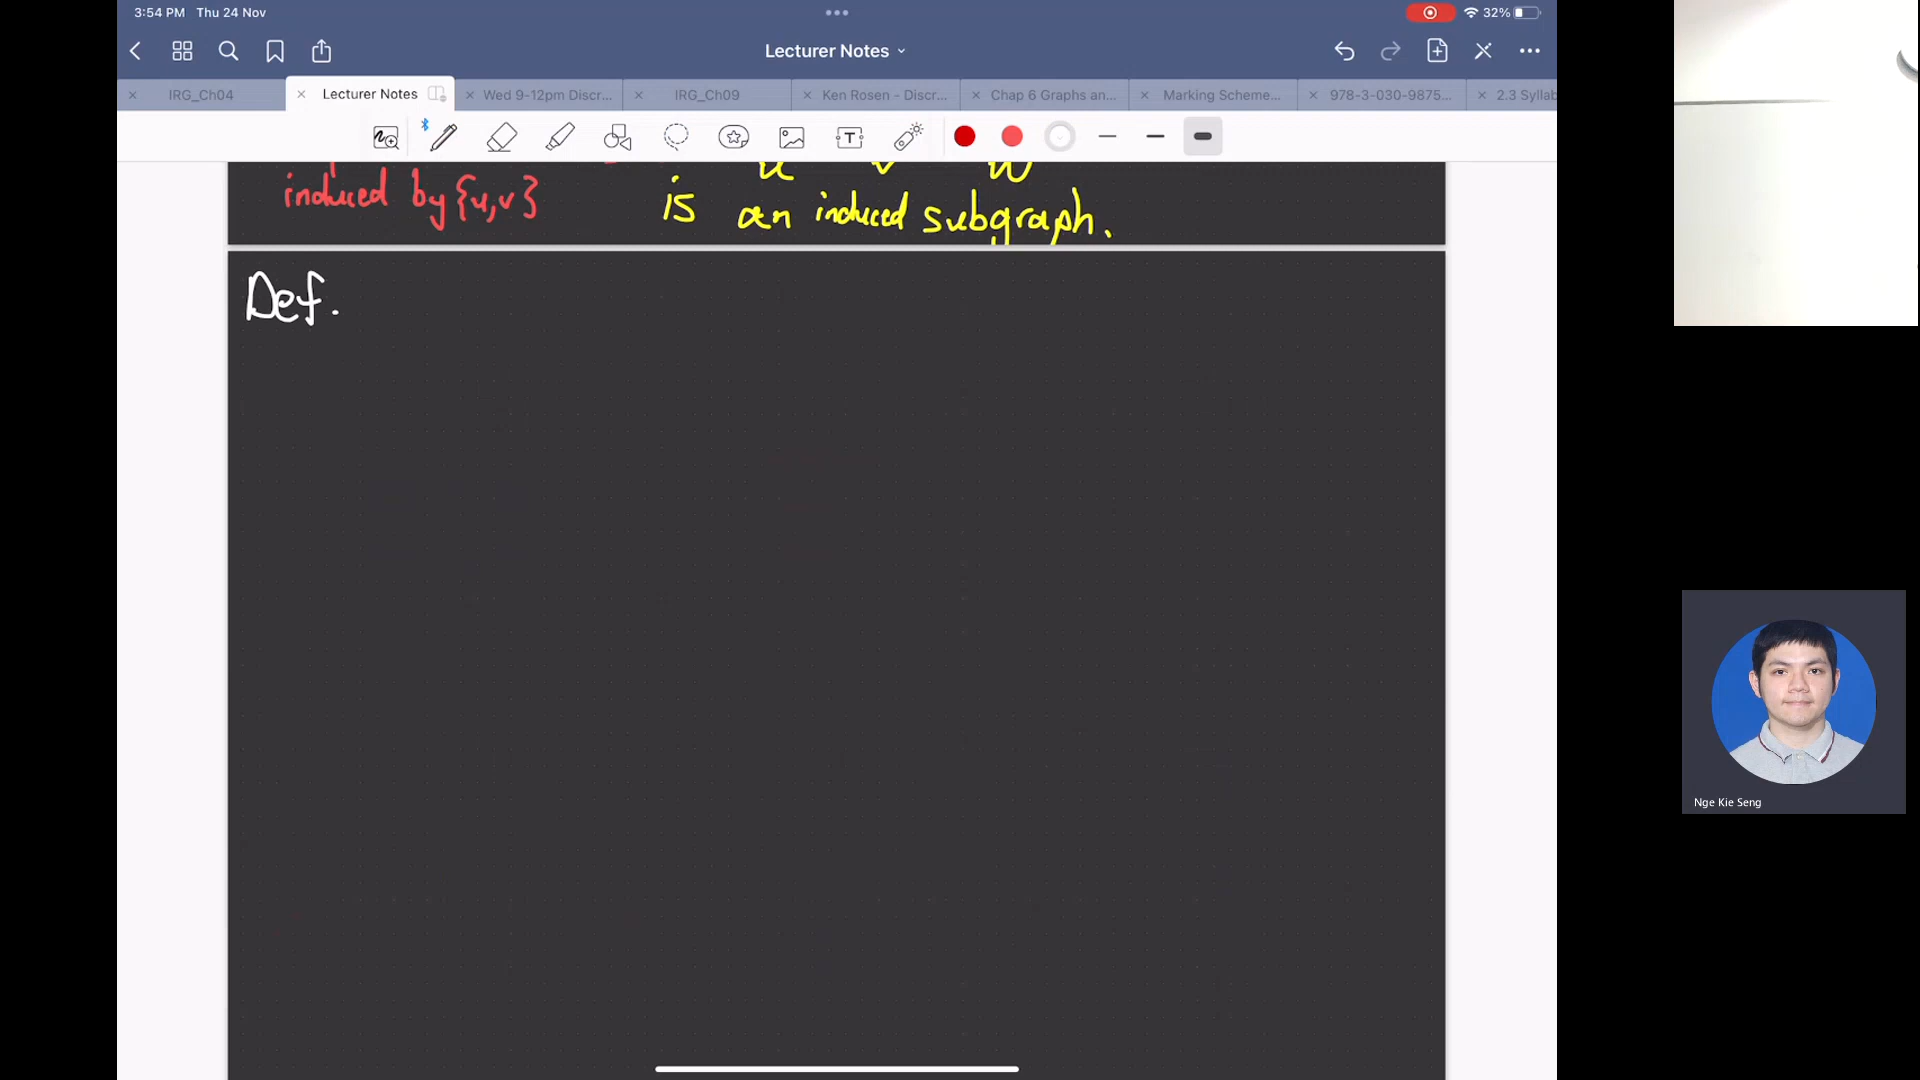 3:54 PM Thu 24 Nov
32%
Lecturer Notes
IRG_Ch04
Lecturer Notes
Wed 9-12pm Discr...
IRG_Ch09
Ken Rosen - Discr...
Chap 6 Graphs an...
Marking Scheme...
978-3-030-9875...
2.3 Syllab
T
u v w
induced by {u,v}
is an induced subgraph.
Def.
Nge Kie Seng